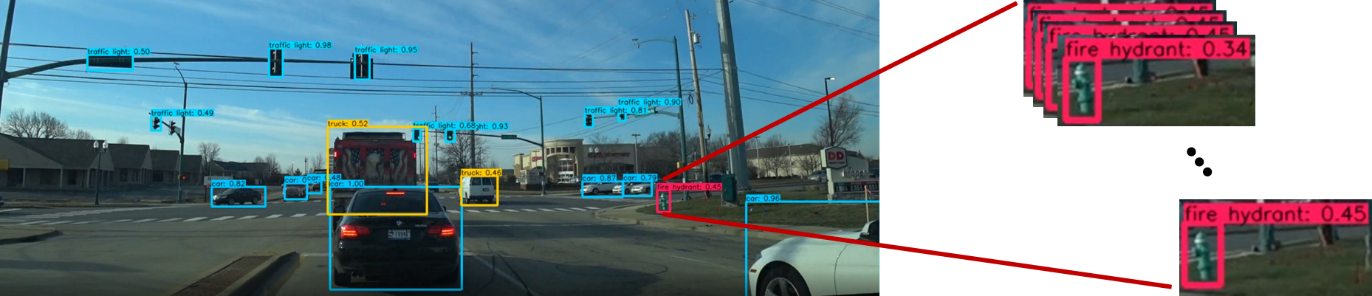 traffic light: 0.50
traffic light: 0.98
traffic light: 0.95
traffic light: 0.49
truck: 0.52
traffic light: 0.90
traffic light: 0.81
0.68
0.93
car: 0.82
car: 1.00
truck: 0.46
car: 0.87
car: 0.79
fire hydrant: 0.45
car: 0.96
DD
fire hydrant: 0.34
fire hydrant: 0.45